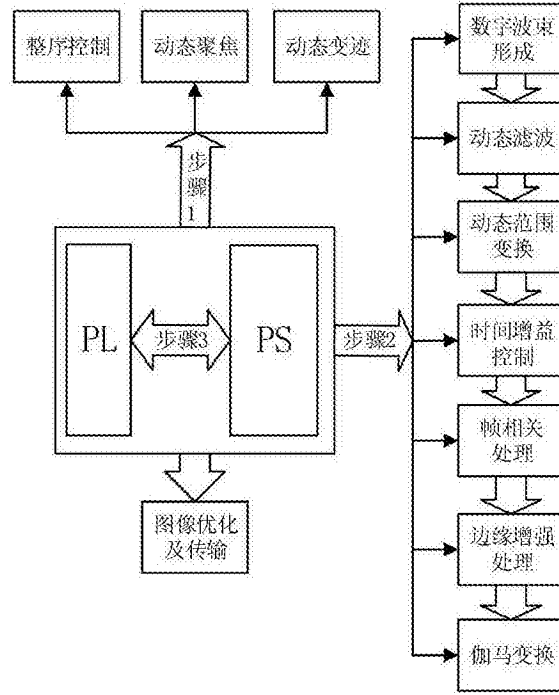 整序控制
动态聚焦
动态变迹
步骤1
PL
步骤3
PS
步骤2
图像优化
及传输
数字波束
形成
动态滤波
动态范围
变换
时间增益
控制
帧相关
处理
边缘增强
处理
伽马变换